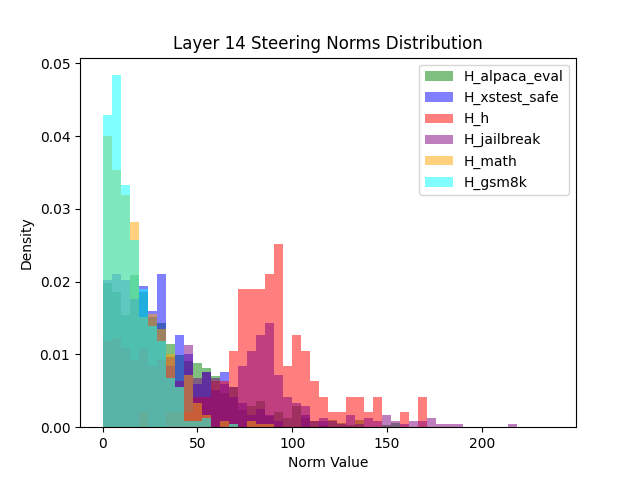 Layer 14 Steering Norms Distribution
0.05
0.04
0.03
0.02
0.01
0.00
Density
H_alpaca_eval
H_xstest_safe
H_h
H_jailbreak
H_math
H_gsm8k
0 50 100 150 200
Norm Value